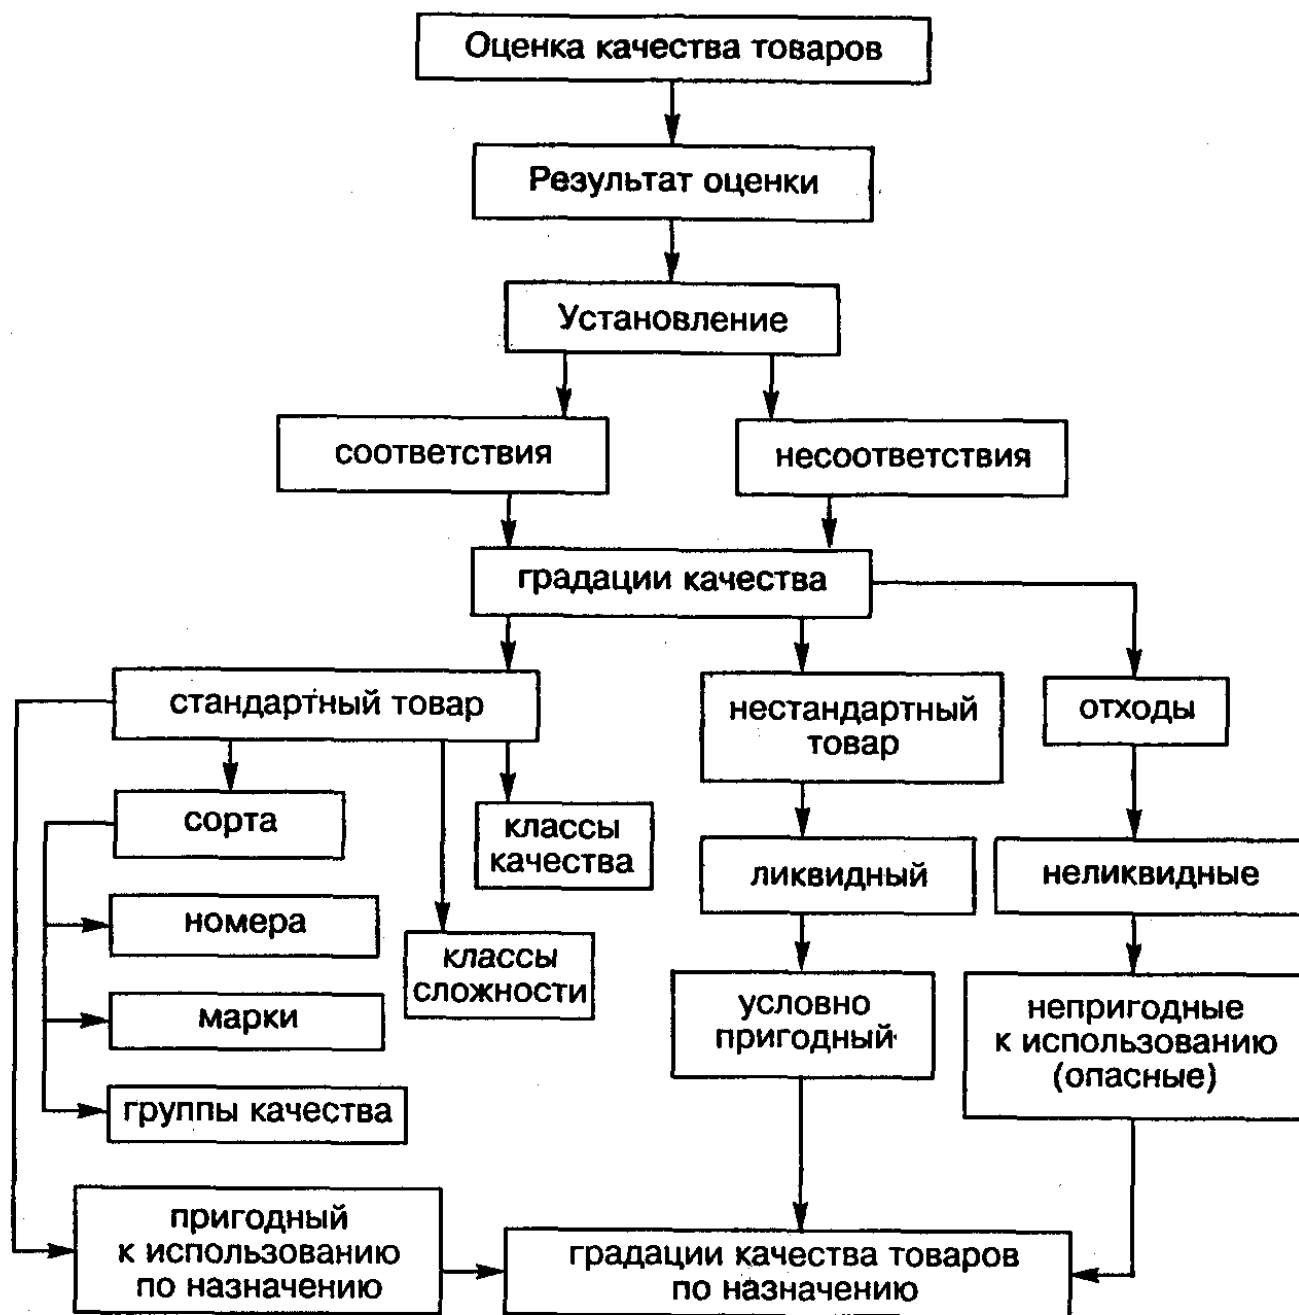 Оценка качества товаров
Результат оценки
Установление
соответствия
несоответствия
градации качества
стандартный товар
нестандартный
товар
отходы
сорта
классы
качества
ликвидный
неликвидные
номера
классы
сложности
марки
условно
пригодный
непригодные
к использованию
(опасные)
группы качества
пригодный
к использованию
по назначению
градации качества товаров
по назначению